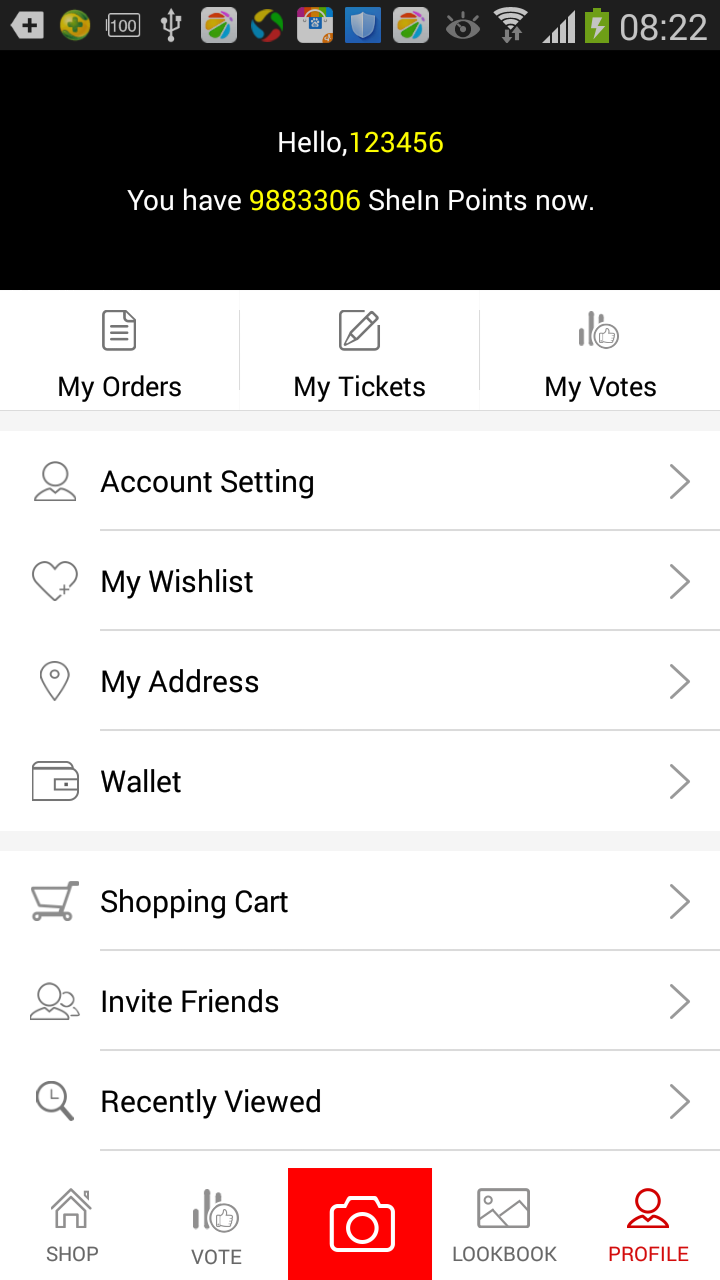 100
4
08:22
Hello,123456
You have 9883306 SheIn Points now.
My Orders
My Tickets
My Votes
Account Setting
My Wishlist
My Address
Wallet
Shopping Cart
Invite Friends
Recently Viewed
SHOP
VOTE
LOOKBOOK
PROFILE